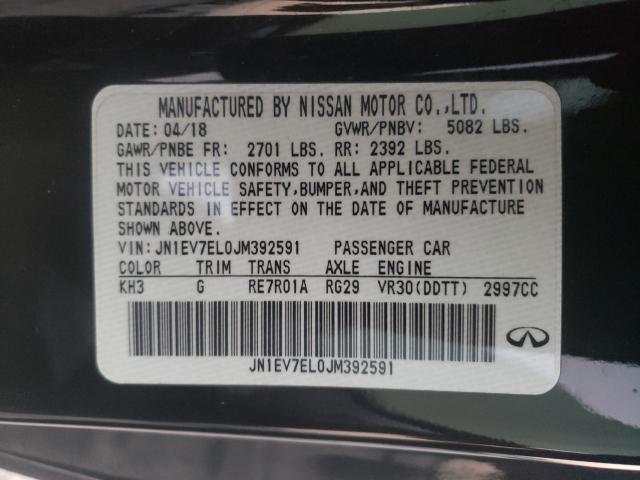 MANUFACTURED BY NISSAN MOTOR CO.,LTD.
DATE: 04/18 GVWR/PNBV: 5082 LBS.
GAWR/PNBE FR: 2701 LBS. RR: 2392 LBS.
THIS VEHICLE CONFORMS TO ALL APPLICABLE FEDERAL
MOTOR VEHICLE SAFETY,BUMPER,AND THEFT PREVENTION
STANDARDS IN EFFECT ON THE DATE OF MANUFACTURE
SHOWN ABOVE.
VIN: JN1EV7EL0JM392591 PASSENGER CAR
COLOR TRIM TRANS AXLE ENGINE
KH3 G RE7R01A RG29 VR30(DDTT) 2997CC
JN1EV7EL0JM392591